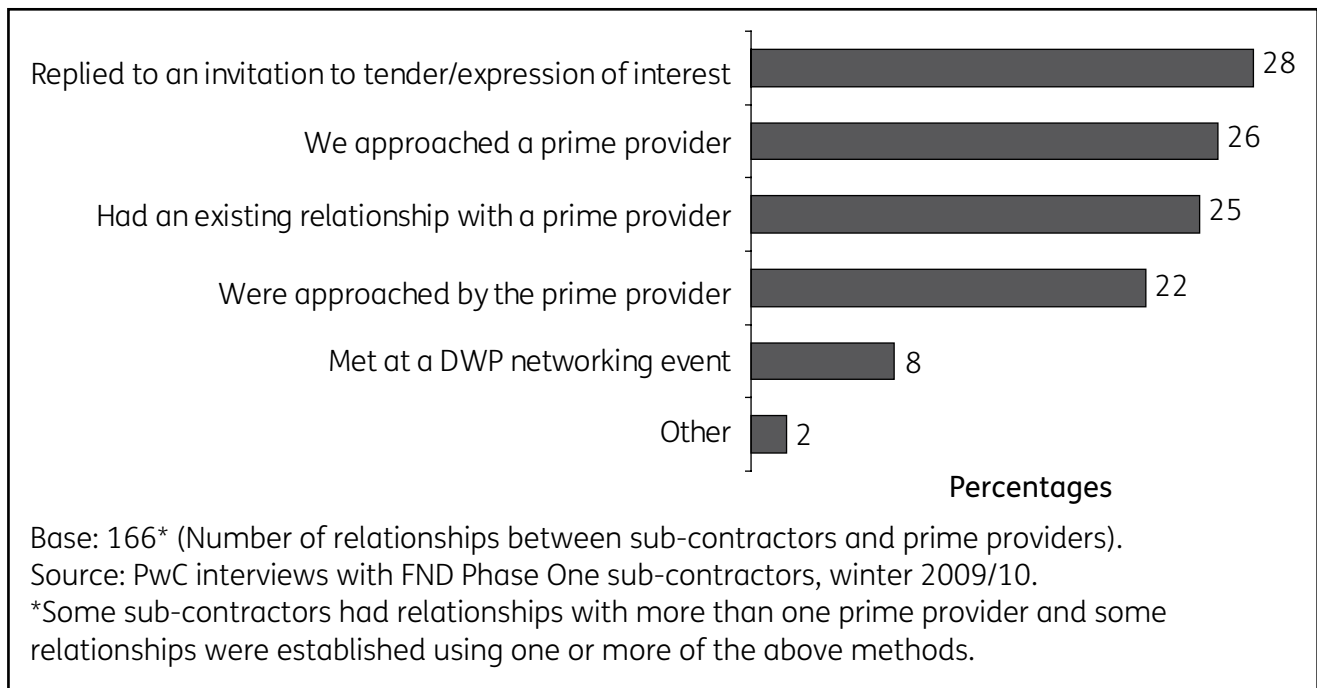 Replied to an invitation to tender/expression of interest 28
We approached a prime provider 26
Had an existing relationship with a prime provider 25
Were approached by the prime provider 22
Met at a DWP networking event 8
Other 2
Percentages
Base: 166* (Number of relationships between sub-contractors and prime providers).
Source: PwC interviews with FND Phase One sub-contractors, winter 2009/10.
*Some sub-contractors had relationships with more than one prime provider and some
relationships were established using one or more of the above methods.